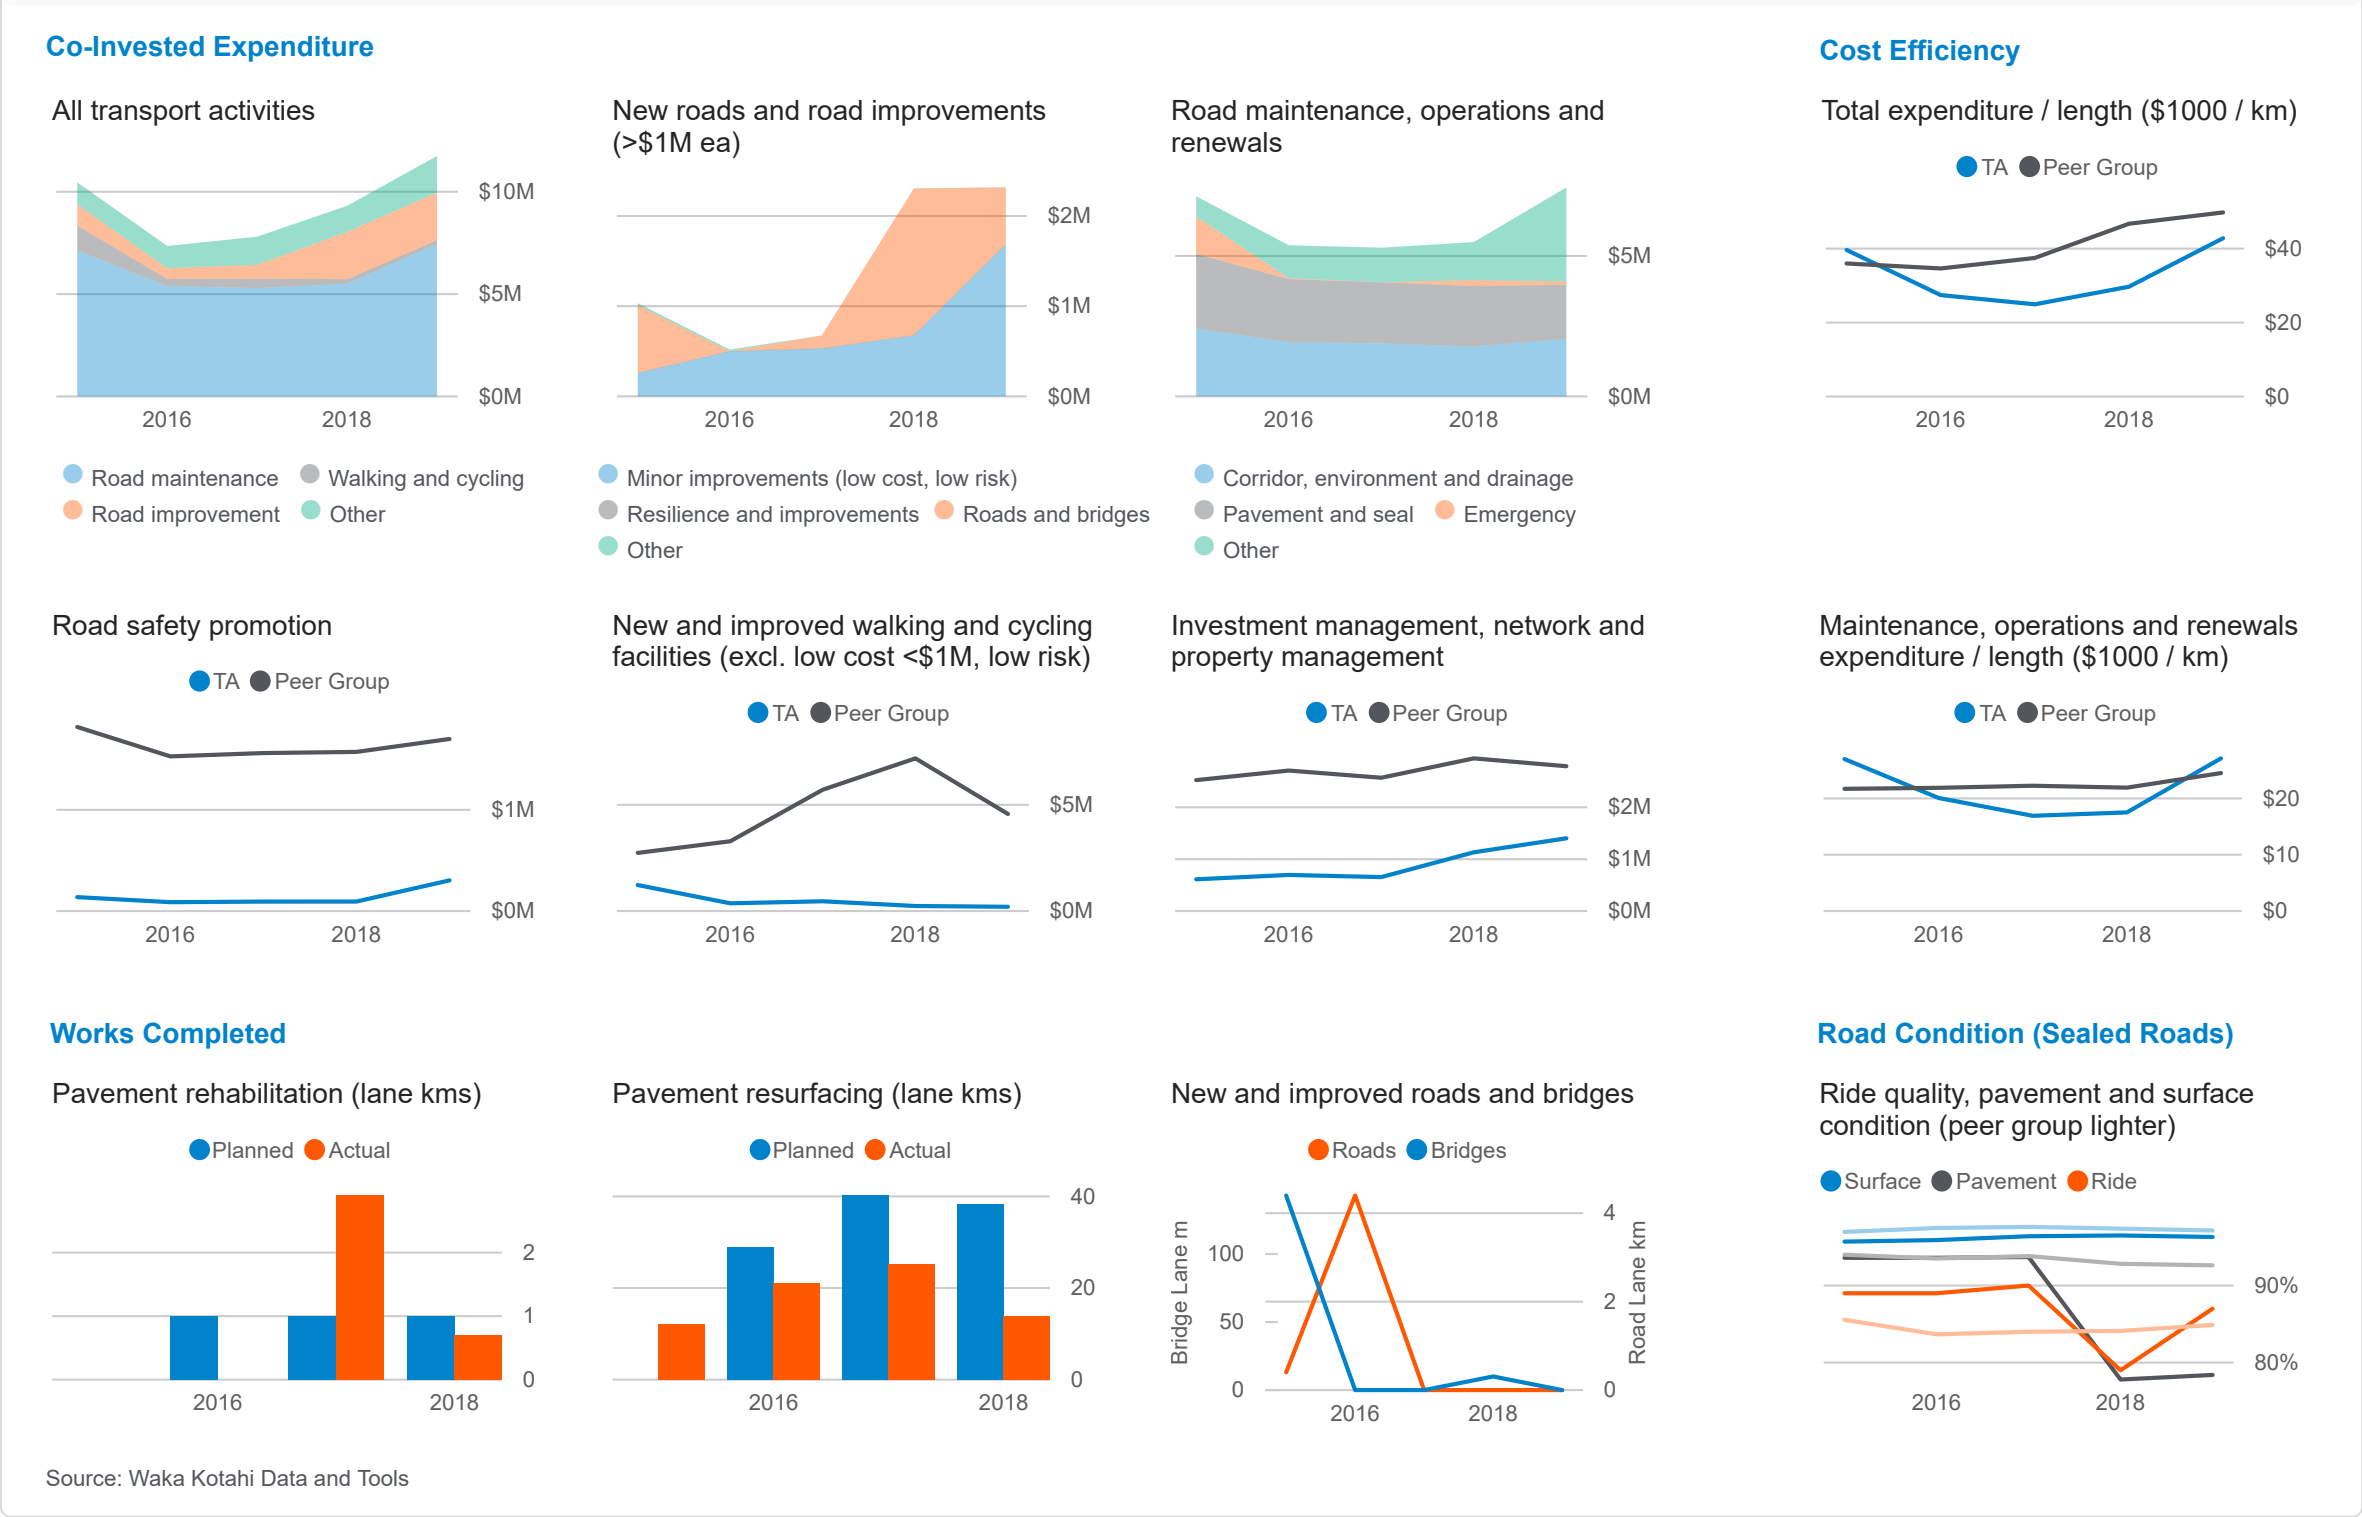 Co-Invested Expenditure
Cost Efficiency
All transport activities
$10M
$5M
$0M
2016
2018
Road maintenance
Walking and cycling
Road improvement
Other
New roads and road improvements
(>$1M ea)
$2M
$1M
$0M
2016
2018
Minor improvements (low cost, low risk)
Resilience and improvements
Roads and bridges
Other
Road maintenance, operations and
renewals
$5M
$0M
2016
2018
Corridor, environment and drainage
Pavement and seal
Emergency
Other
Total expenditure / length ($1000 / km)
TA
Peer Group
$40
$20
$0
2016
2018
Road safety promotion
TA
Peer Group
$1M
$0M
2016
2018
New and improved walking and cycling
facilities (excl. low cost <$1M, low risk)
TA
Peer Group
$5M
$0M
2016
2018
Investment management, network and
property management
TA
Peer Group
$2M
$1M
$0M
2016
2018
Maintenance, operations and renewals
expenditure / length ($1000 / km)
TA
Peer Group
$20
$10
$0
2016
2018
Works Completed
Road Condition (Sealed Roads)
Pavement rehabilitation (lane kms)
Planned
Actual
2
1
0
2016
2018
Pavement resurfacing (lane kms)
Planned
Actual
40
20
0
2016
2018
New and improved roads and bridges
Roads
Bridges
Bridge Lane m
100
50
0
4
2
0
Road Lane km
2016
2018
Ride quality, pavement and surface
condition (peer group lighter)
Surface
Pavement
Ride
90%
80%
2016
2018
Source: Waka Kotahi Data and Tools